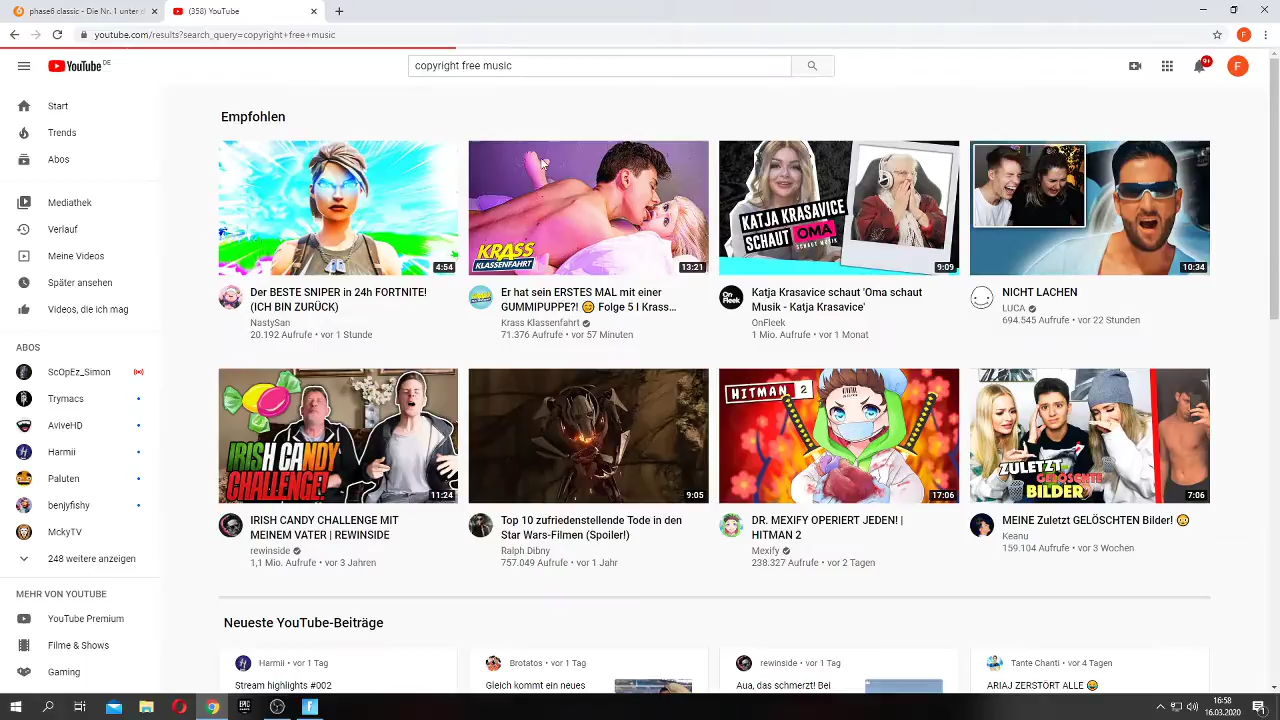 phase6 classic - Die Nr. 1 unter d
(358) YouTube
youtube.com/results?search_query=copyright+free+music
F
YouTube DE
copyright free music
9+
F
Start
Trends
Abos
Mediathek
Verlauf
Meine Videos
Später ansehen
Videos, die ich mag
ABOS
ScOpEz_Simon
Trymacs
AviveHD
Harmii
Paluten
benjyfishy
MckyTV
248 weitere anzeigen
MEHR VON YOUTUBE
YouTube Premium
Filme & Shows
Gaming
Empfohlen
4:54
Der BESTE SNIPER in 24h FORTNITE!
(ICH BIN ZURÜCK)
NastySan
20.192 Aufrufe • vor 1 Stunde
KRASS
KLASSENFAHRT
13:21
Er hat sein ERSTES MAL mit einer
GUMMIPUPPE?! 😳 Folge 5 I Krass...
Krass Klassenfahrt
71.376 Aufrufe • vor 57 Minuten
KATJA KRASAVICE
SCHAUT OMA
SCHAUT MUSIK
9:09
On Fleek
Katja Krasavice schaut 'Oma schaut
Musik - Katja Krasavice'
OnFleek
1 Mio. Aufrufe • vor 1 Monat
10:34
NICHT LACHEN
LUCA
694.545 Aufrufe • vor 22 Stunden
IRISH CANDY
CHALLENGE!
11:24
IRISH CANDY CHALLENGE MIT
MEINEM VATER | REWINSIDE
rewinside
1,1 Mio. Aufrufe • vor 3 Jahren
9:05
Top 10 zufriedenstellende Tode in den
Star Wars-Filmen (Spoiler!)
Ralph Dibny
757.049 Aufrufe • vor 1 Jahr
HITMAN 2
17:06
DR. MEXIFY OPERIERT JEDEN! |
HITMAN 2
Mexify
238.327 Aufrufe • vor 2 Tagen
ZULETZT
GELÖSCHTE
BILDER
7:06
MEINE Zuletzt GELÖSCHTEN Bilder! 😳
Keanu
159.104 Aufrufe • vor 3 Wochen
Neueste YouTube-Beiträge
Harmii • vor 1 Tag
Stream highlights #002
Brotatos • vor 1 Tag
Gleich kommt ein neues
rewinside • vor 1 Tag
Aua, das schmerzt! Bei
Tante Chanti • vor 4 Tagen
ARIAJ ZERSTÖRT ALLE 😄
EPIC
16:58
16.03.2020
1